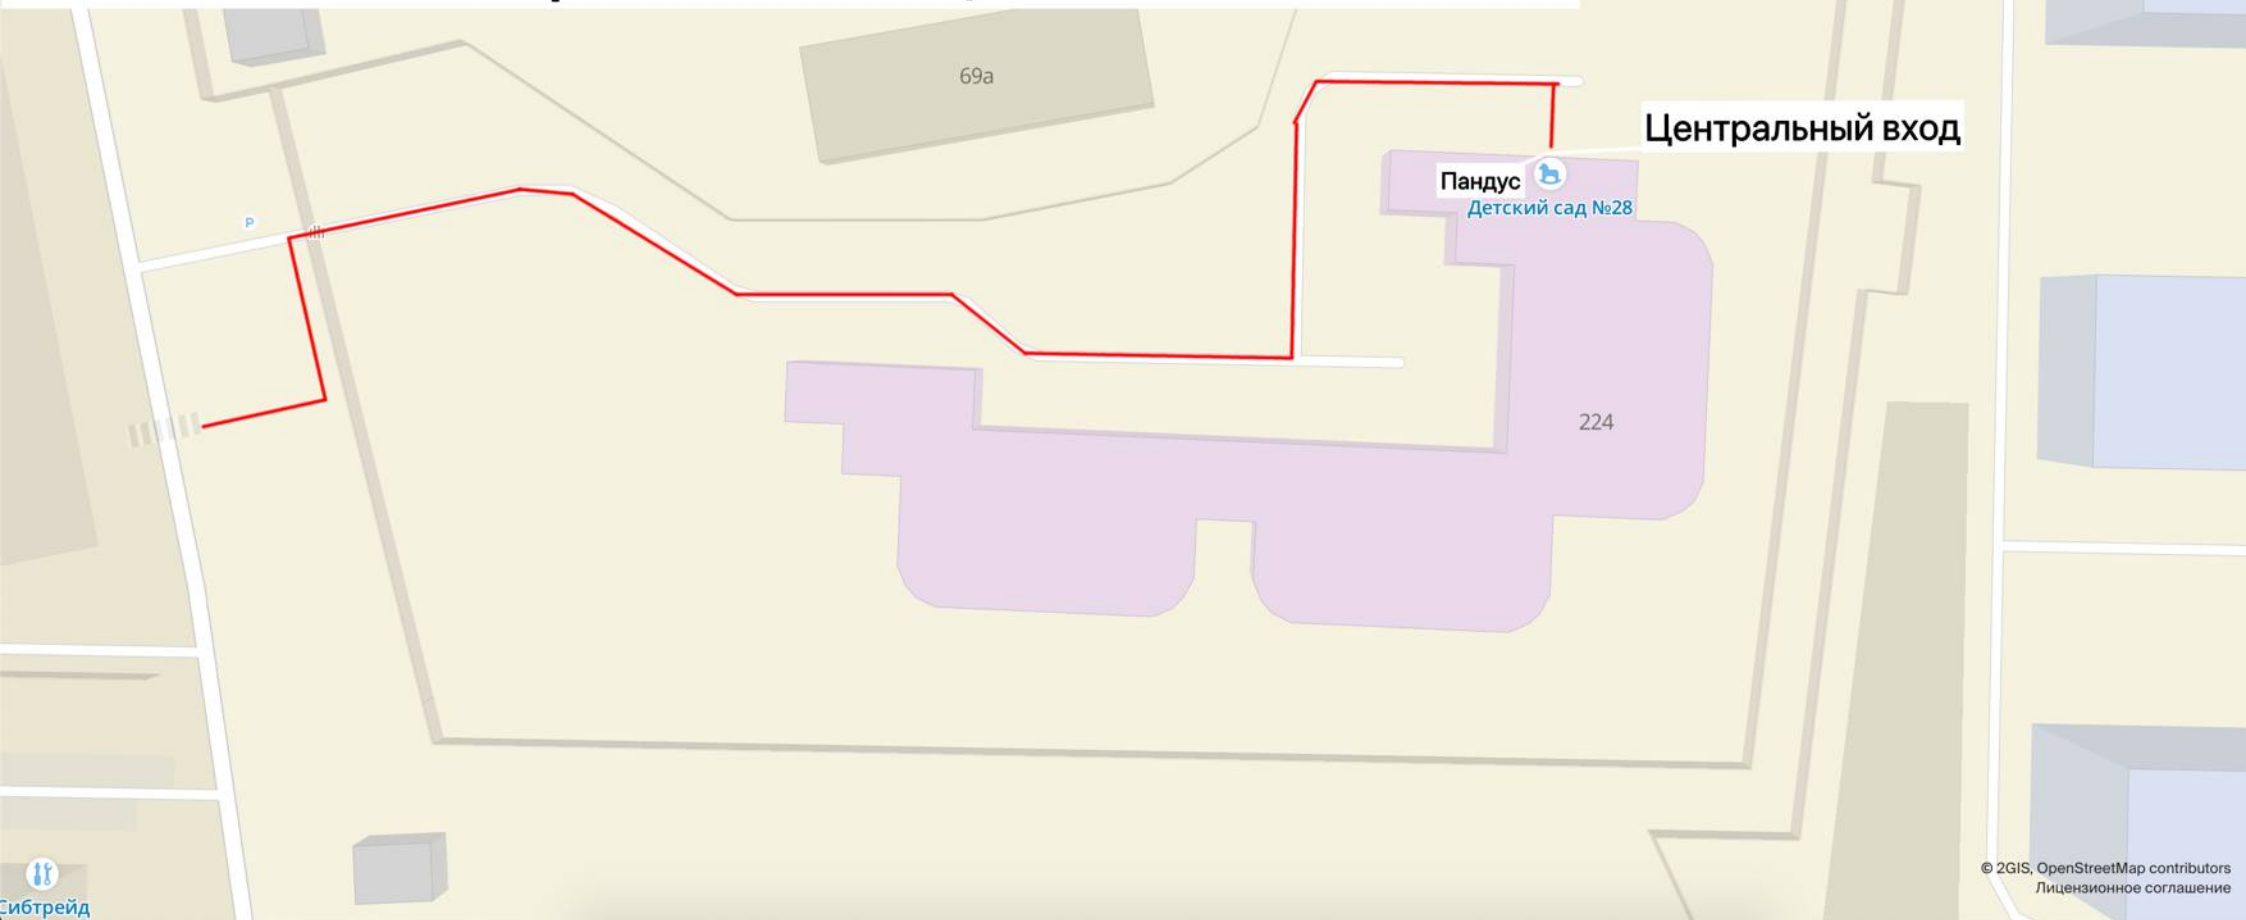 69а
Центральный вход
P
Пандус
Детский сад №28
224
© 2GIS, OpenStreetMap contributors
Лицензионное соглашение
Сибтрейд